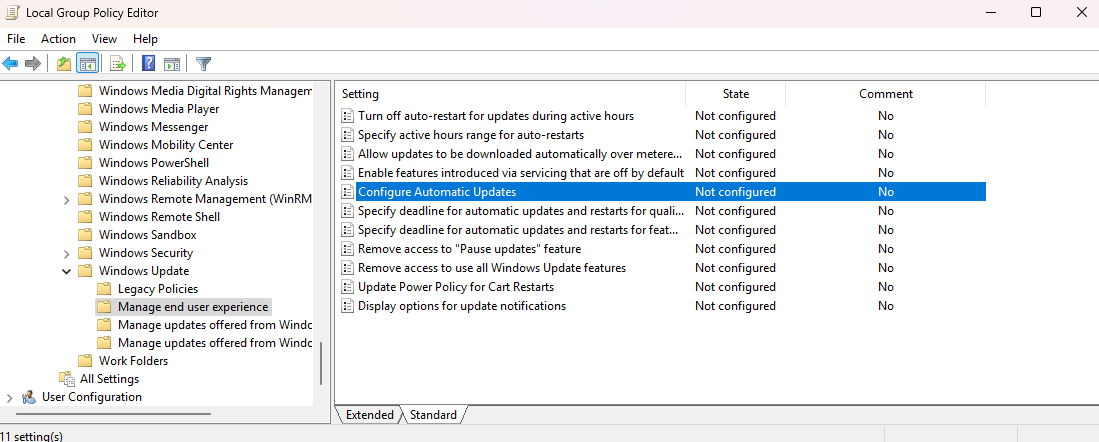 Local Group Policy Editor
File Action View Help
Windows Media Digital Rights Managem
Windows Media Player
Windows Messenger
Windows Mobility Center
Windows PowerShell
Windows Reliability Analysis
Windows Remote Management (WinRM
Windows Remote Shell
Windows Sandbox
Windows Security
Windows Update
Legacy Policies
Manage end user experience
Manage updates offered from Windo
Manage updates offered from Windo
Work Folders
All Settings
User Configuration
Setting State Comment
Turn off auto-restart for updates during active hours Not configured No
Specify active hours range for auto-restarts Not configured No
Allow updates to be downloaded automatically over metere... Not configured No
Enable features introduced via servicing that are off by default Not configured No
Configure Automatic Updates Not configured No
Specify deadline for automatic updates and restarts for quali... Not configured No
Specify deadline for automatic updates and restarts for feat... Not configured No
Remove access to "Pause updates" feature Not configured No
Remove access to use all Windows Update features Not configured No
Update Power Policy for Cart Restarts Not configured No
Display options for update notifications Not configured No
Extended Standard
11 setting(s)